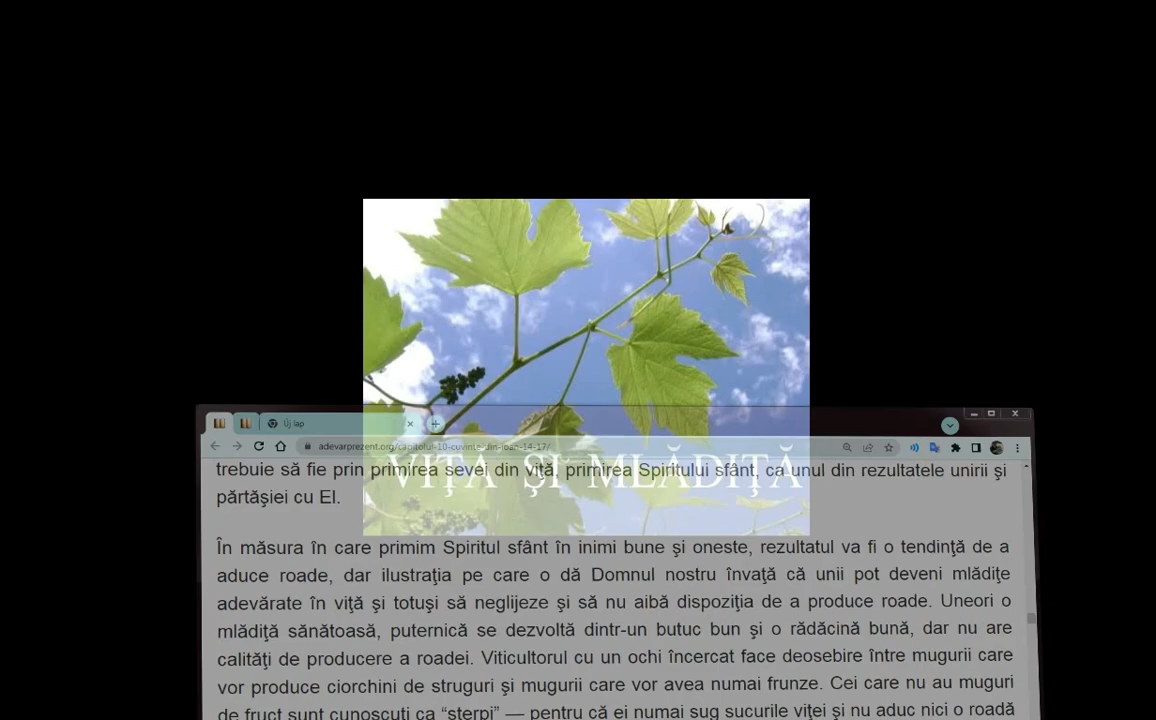 Új lap
adevarprezent.org/capitolul-10-cuvinte-din-ioan-14-17/
VIŢA ŞI MLĂDIŢĂ
trebuie să fie prin primirea sevei din viţă, primirea Spiritului sfânt, ca unul din rezultatele unirii şi
părtăşiei cu El.
În măsura în care primim Spiritul sfânt în inimi bune şi oneste, rezultatul va fi o tendinţă de a
aduce roade, dar ilustraţia pe care o dă Domnul nostru învaţă că unii pot deveni mlădiţe
adevărate în viţă şi totuşi să neglijeze şi să nu aibă dispoziţia de a produce roade. Uneori o
mlădiţă sănătoasă, puternică se dezvoltă dintr-un butuc bun şi o rădăcină bună, dar nu are
calităţi de producere a roadei. Viticultorul cu un ochi încercat face deosebire între mugurii care
vor produce ciorchini de struguri şi mugurii care vor avea numai frunze. Cei care nu au muguri
de fruct sunt cunoscuţi ca “sterpi” — pentru că ei numai sug sucurile viţei şi nu aduc nici o roadă